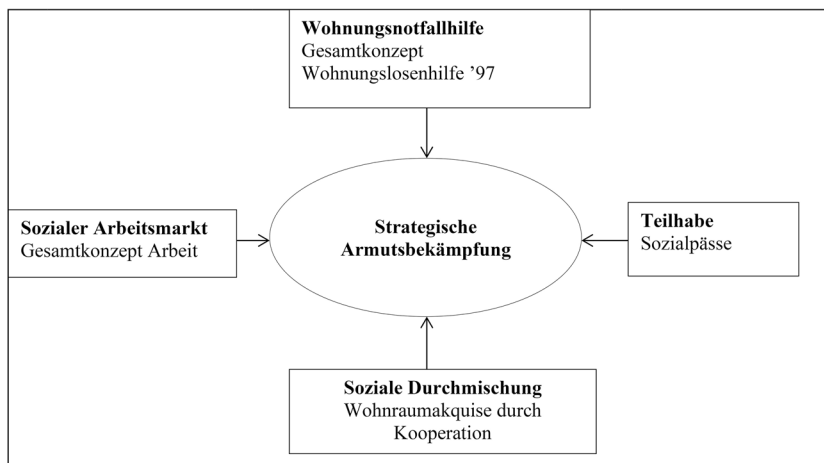 Wohnungsnotfallhilfe
Gesamtkonzept
Wohnungslosenhilfe ’97
Sozialer Arbeitsmarkt
Gesamtkonzept Arbeit
Strategische
Armutsbekämpfung
Teilhabe
Sozialpässe
Soziale Durchmischung
Wohnraumakquise durch
Kooperation